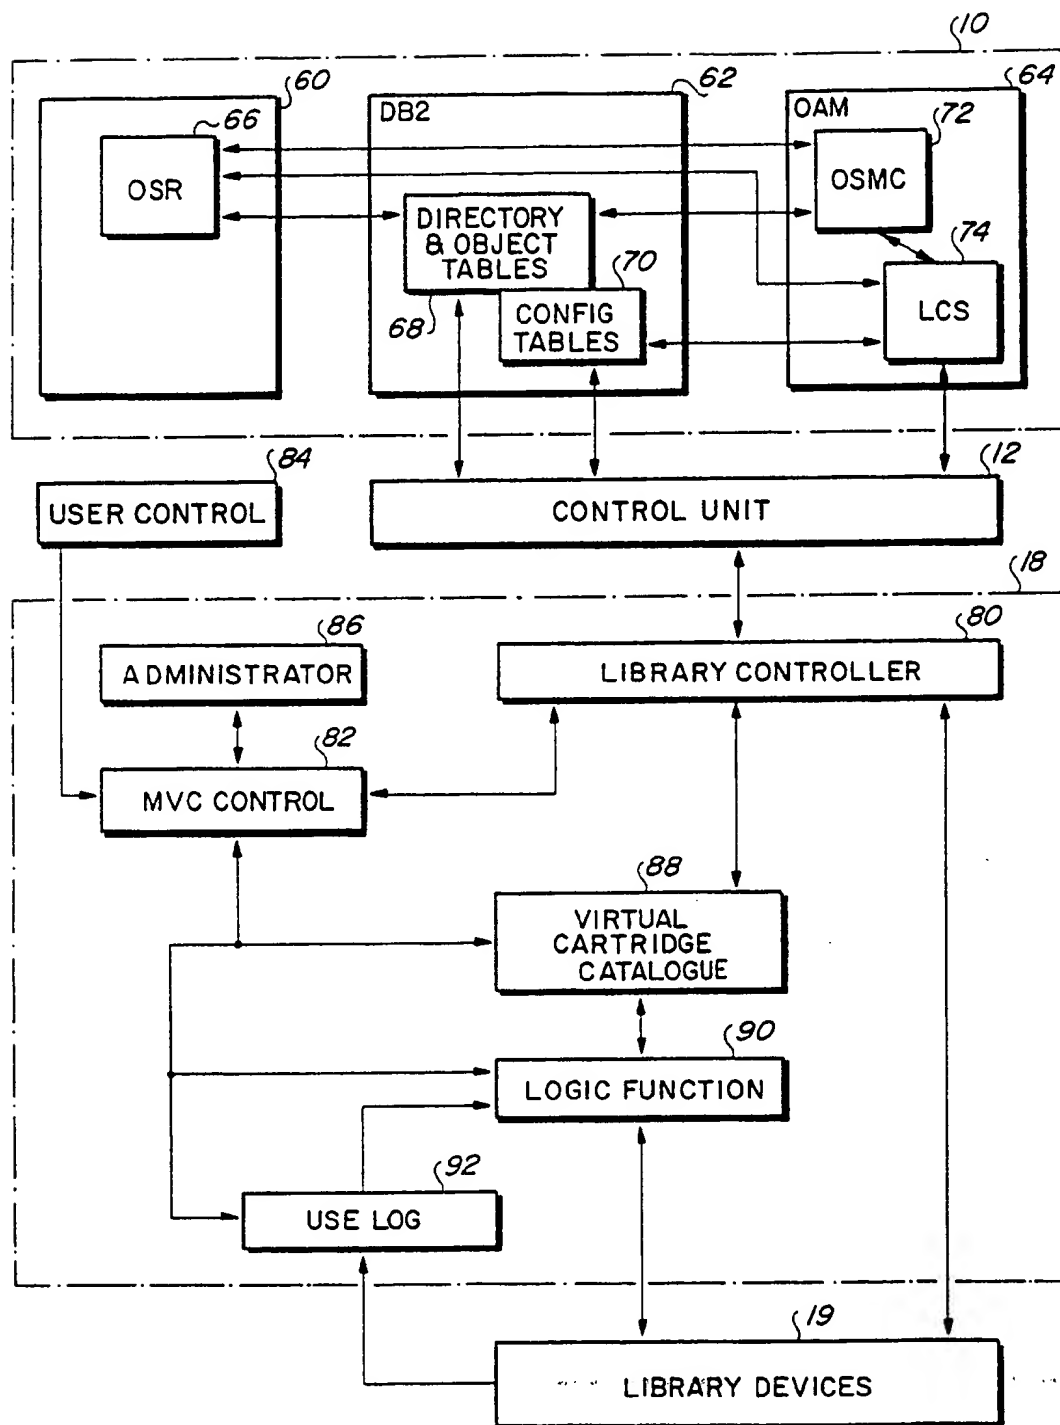 10
60
62
64
DB2
OAM
66
72
OSR
OSMC
DIRECTORY
& OBJECT
TABLES
70
74
68
CONFIG
TABLES
LCS
84
12
USER CONTROL
CONTROL UNIT
18
86
80
ADMINISTRATOR
LIBRARY CONTROLLER
82
MVC CONTROL
88
VIRTUAL
CARTRIDGE
CATALOGUE
90
LOGIC FUNCTION
92
USE LOG
19
LIBRARY DEVICES